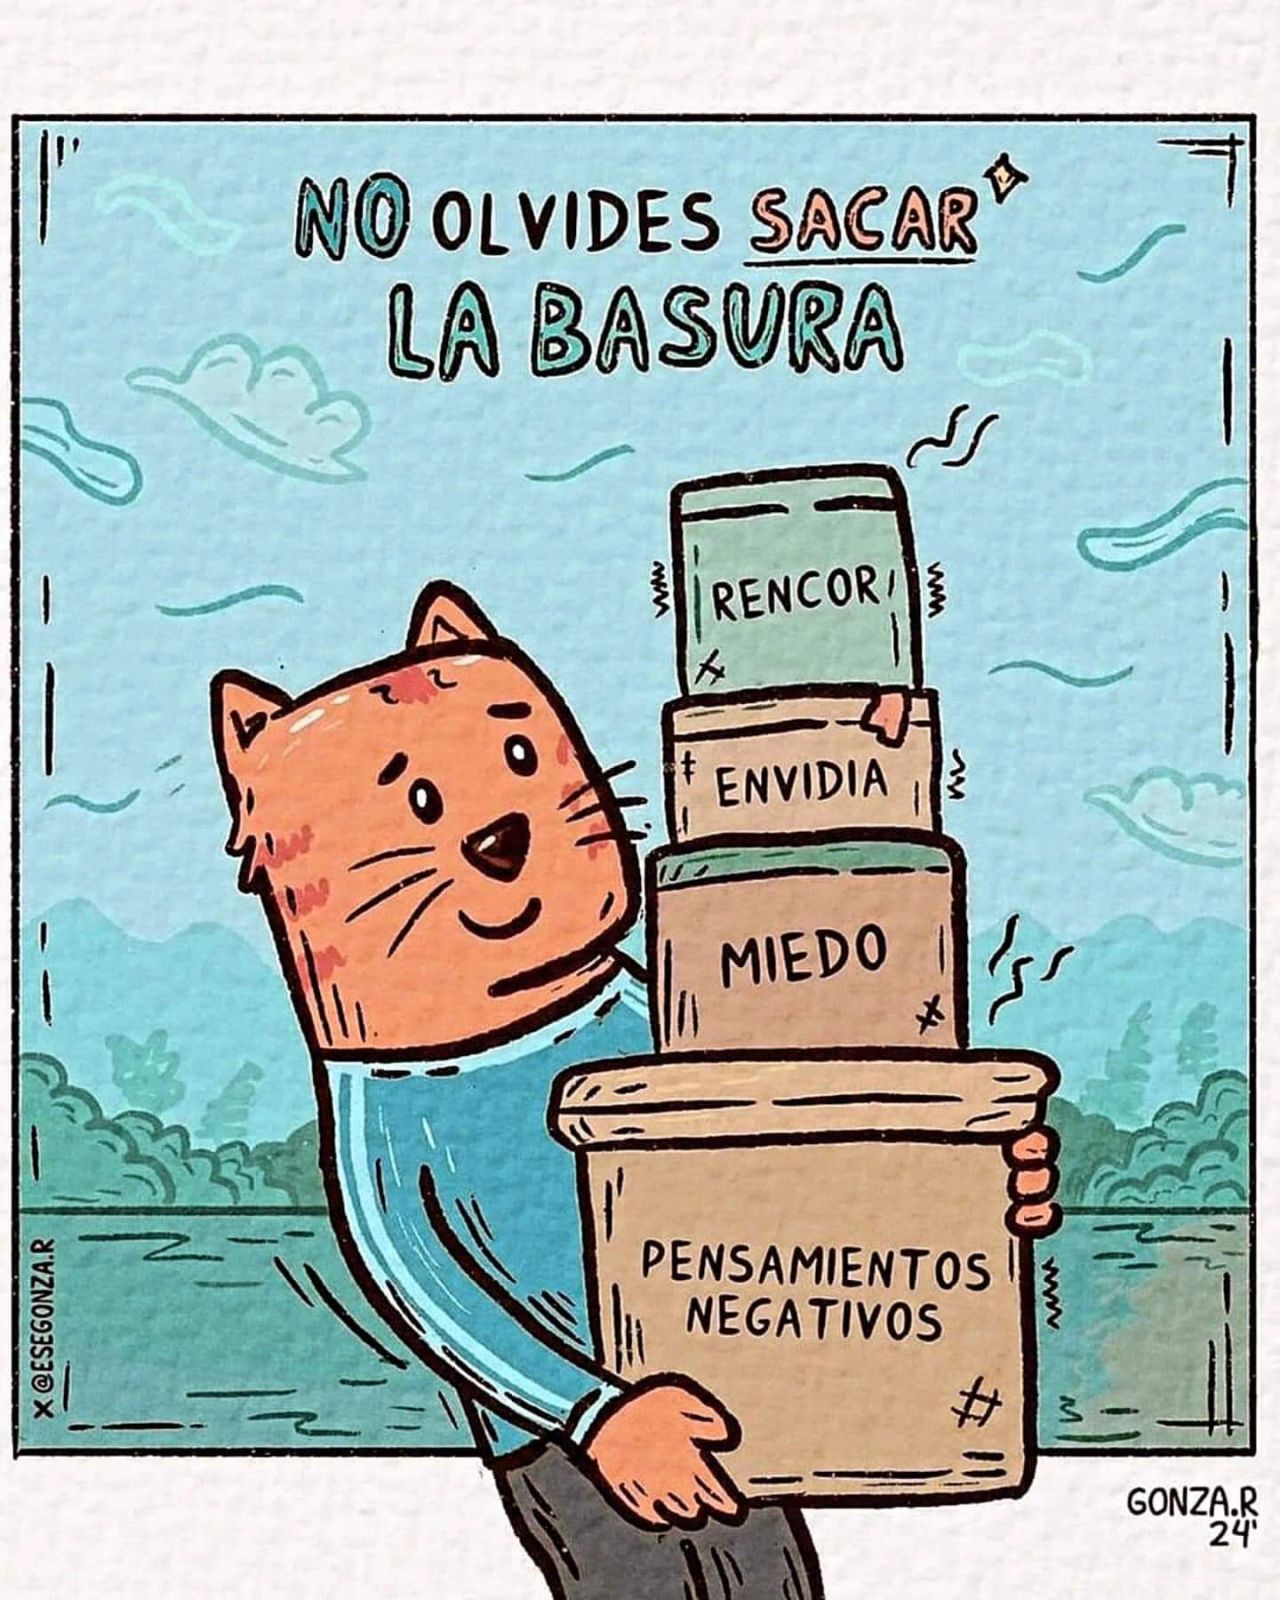 NO OLVIDES SACAR
LA BASURA
RENCOR
ENVIDIA
MIEDO
PENSAMIENTOS
NEGATIVOS
X @ESEGONZA.R
GONZA.R
24'